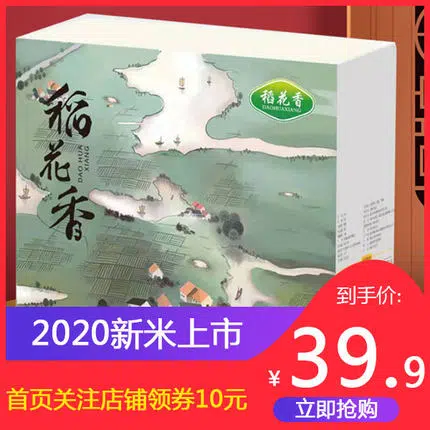 稻花香
DAOHUAXIANG
稻花香
DAO HUA
XIANG
2020新米上市
首页关注店铺领券10元
到手价:
¥39.9
立即抢购